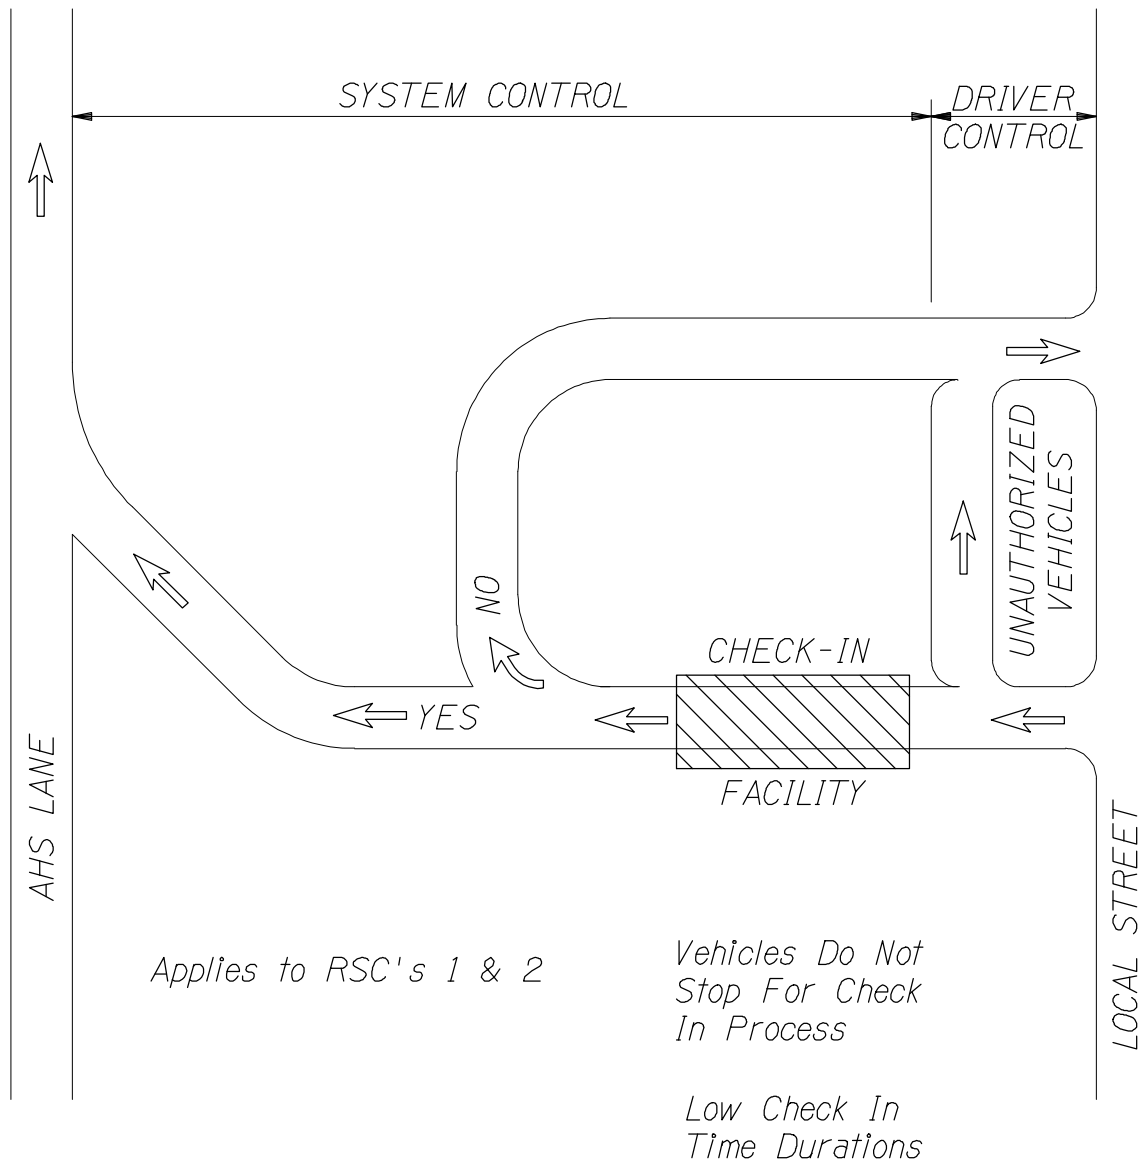 SYSTEM CONTROL
DRIVER
CONTROL
UNAUTHORIZED
VEHICLES
NO
CHECK-IN
YES
FACILITY
AHS LANE
LOCAL STREET
Applies to RSC's 1 & 2
Vehicles Do Not
Stop For Check
In Process
Low Check In
Time Durations